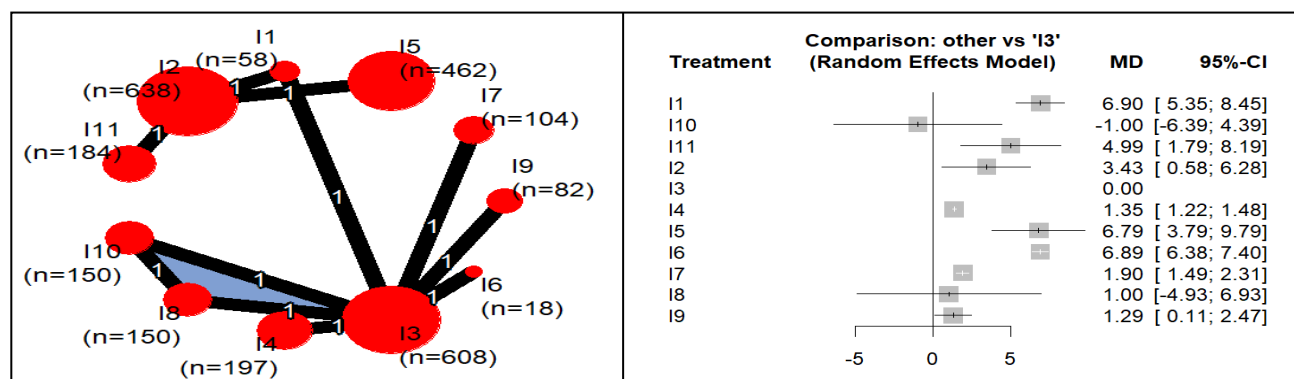 I1
(n=58)
I2
(n=638)
I5
(n=462)
I7
(n=104)
I11
(n=184)
I9
(n=82)
I10
(n=150)
I6
(n=18)
I8
(n=150)
I4
(n=197)
I3
(n=608)
1
1
1
1
1
1
1
1
1
1
1
Comparison: other vs 'I3'
Treatment (Random Effects Model) MD 95%-CI
I1 6.90 [ 5.35; 8.45]
I10 -1.00 [-6.39; 4.39]
I11 4.99 [ 1.79; 8.19]
I2 3.43 [ 0.58; 6.28]
I3 0.00
I4 1.35 [ 1.22; 1.48]
I5 6.79 [ 3.79; 9.79]
I6 6.89 [ 6.38; 7.40]
I7 1.90 [ 1.49; 2.31]
I8 1.00 [-4.93; 6.93]
I9 1.29 [ 0.11; 2.47]
-5 0 5